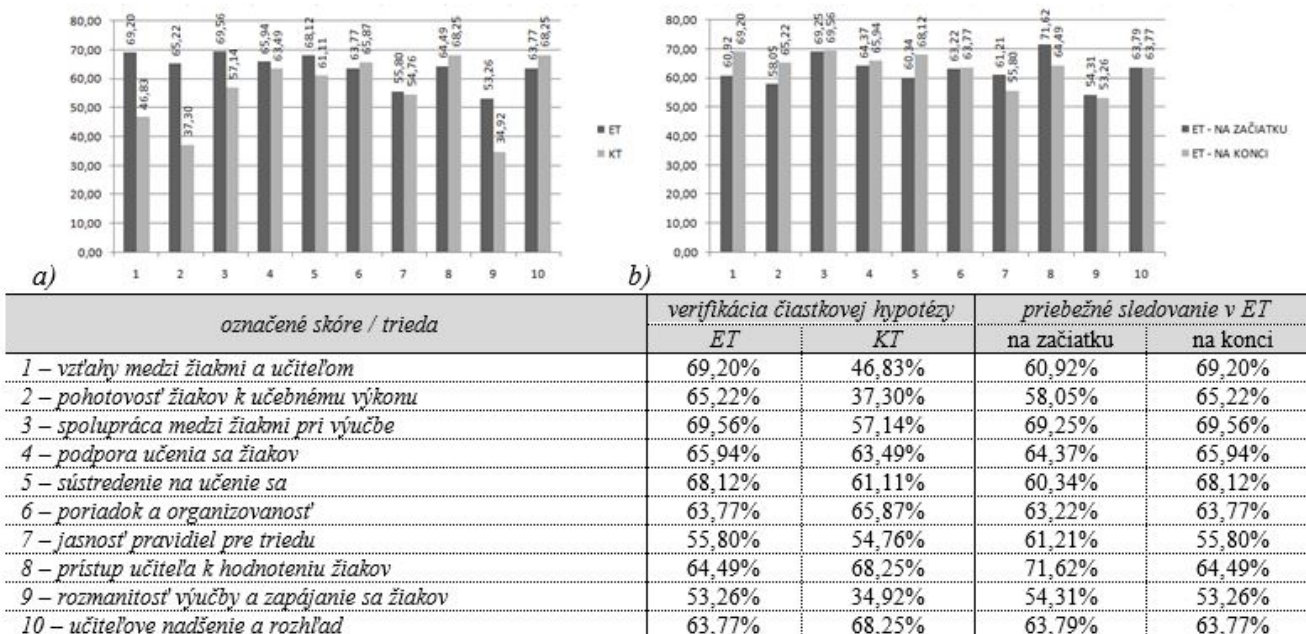 80,00
70,00
60,00
50,00
40,00
30,00
20,00
10,00
0,00
69,20 46,83 65,22 37,30 69,56 57,14 65,94 63,49 68,12 61,11 63,77 65,87 55,80 54,76 64,49 68,25 53,26 34,92 63,77 68,25
1 2 3 4 5 6 7 8 9 10
ET
KT
a)
80,00
70,00
60,00
50,00
40,00
30,00
20,00
10,00
0,00
60,92 69,20 58,05 65,22 69,25 69,56 64,37 65,94 60,34 68,12 63,22 63,77 61,21 55,80 71,62 64,49 54,31 53,26 63,79 63,77
1 2 3 4 5 6 7 8 9 10
ET - NA ZAČIATKU
ET - NA KONCI
b)
označené skóre / trieda verifikácia čiastkovej hypotézy priebežné sledovanie v ET
ET KT na začiatku na konci
1 – vzťahy medzi žiakmi a učiteľom 69,20% 46,83% 60,92% 69,20%
2 – pohotovosť žiakov k učebnému výkonu 65,22% 37,30% 58,05% 65,22%
3 – spolupráca medzi žiakmi pri výučbe 69,56% 57,14% 69,25% 69,56%
4 – podpora učenia sa žiakov 65,94% 63,49% 64,37% 65,94%
5 – sústredenie na učenie sa 68,12% 61,11% 60,34% 68,12%
6 – poriadok a organizovanosť 63,77% 65,87% 63,22% 63,77%
7 – jasnosť pravidiel pre triedu 55,80% 54,76% 61,21% 55,80%
8 – prístup učiteľa k hodnoteniu žiakov 64,49% 68,25% 71,62% 64,49%
9 – rozmanitosť výučby a zapájanie sa žiakov 53,26% 34,92% 54,31% 53,26%
10 – učiteľove nadšenie a rozhľad 63,77% 68,25% 63,79% 63,77%